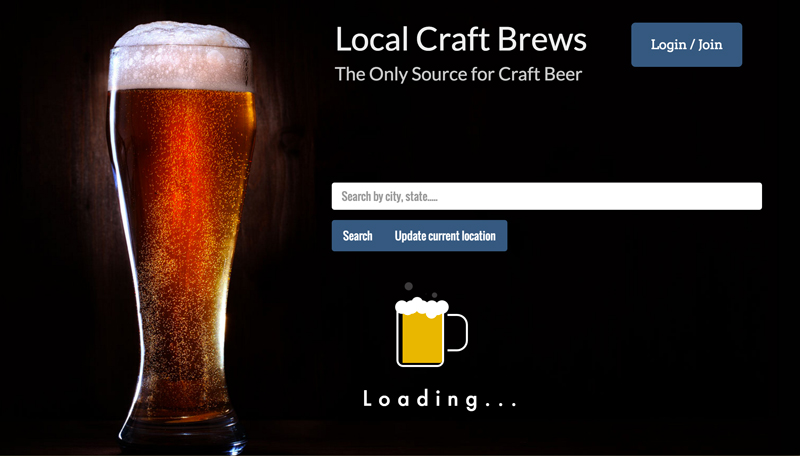 Local Craft Brews
Login / Join
The Only Source for Craft Beer
Search by city, state.....
Search Update current location
Loading...